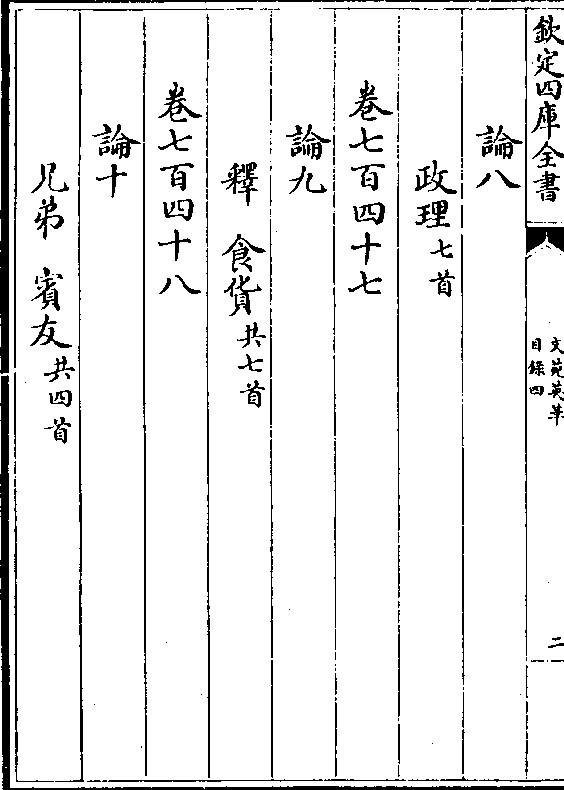 欽定四庫全書
文苑英華
目錄四
二
論八
政理七首
卷七百四十七
論九
釋 食貨共七首
卷七百四十八
論十
兄弟 賓友共四首